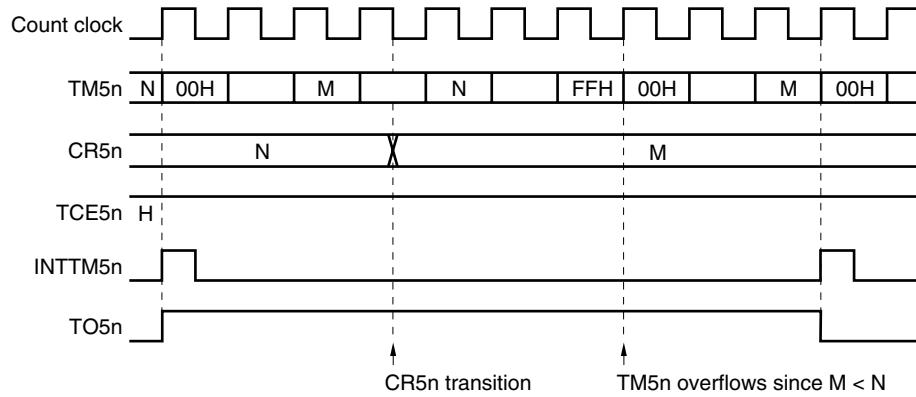 Count clock
TM5n N 00H M N FFH 00H M 00H
CR5n N M
TCE5n H
INTTM5n
TO5n
CR5n transition TM5n overflows since M < N